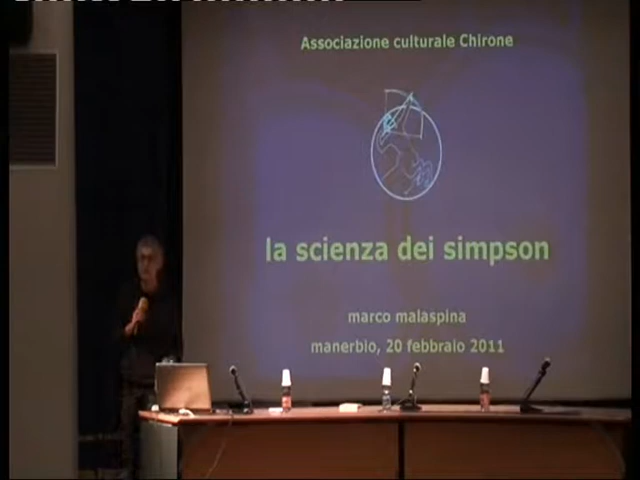 Associazione culturale Chirone
la scienza dei simpson
marco malaspina
manerbio, 20 febbraio 2011